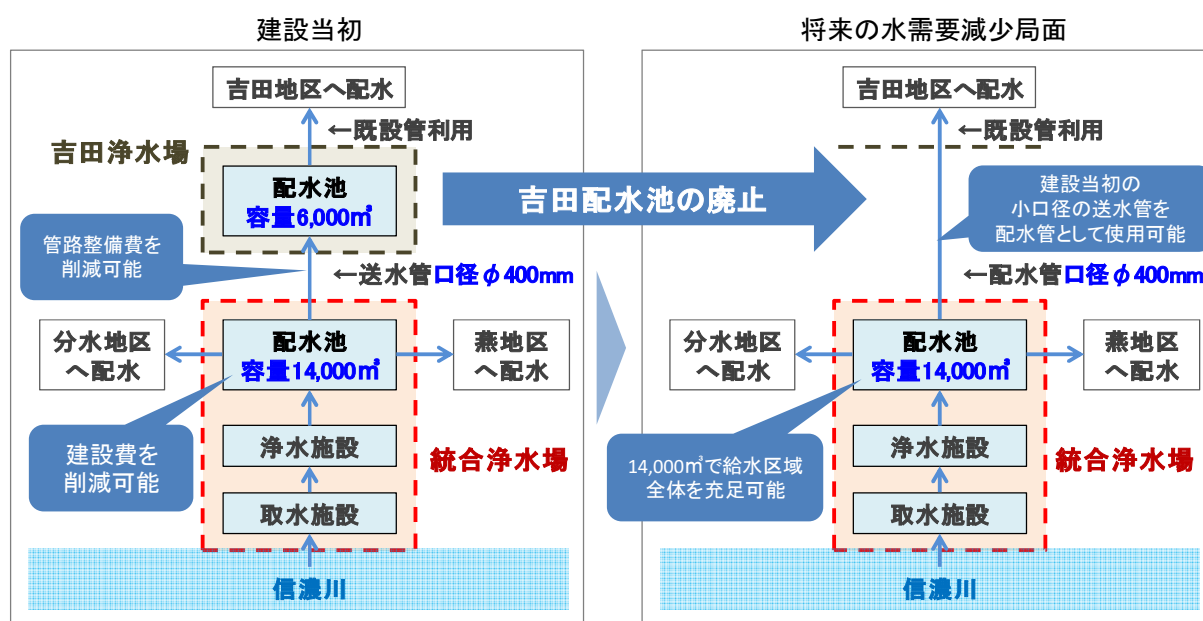 建設当初
吉田地区へ配水
←既設管利用
吉田浄水場
配水池
容量6,000㎥
管路整備費を
削減可能
←送水管口径φ400mm
分水地区
へ配水
配水池
容量14,000㎥
燕地区
へ配水
建設費を
削減可能
浄水施設
統合浄水場
取水施設
信濃川
吉田配水池の廃止
将来の水需要減少局面
吉田地区へ配水
←既設管利用
建設当初の
小口径の送水管を
配水管として使用可能
←配水管口径φ400mm
分水地区
へ配水
配水池
容量14,000㎥
燕地区
へ配水
14,000㎥で給水区域
全体を充足可能
浄水施設
統合浄水場
取水施設
信濃川